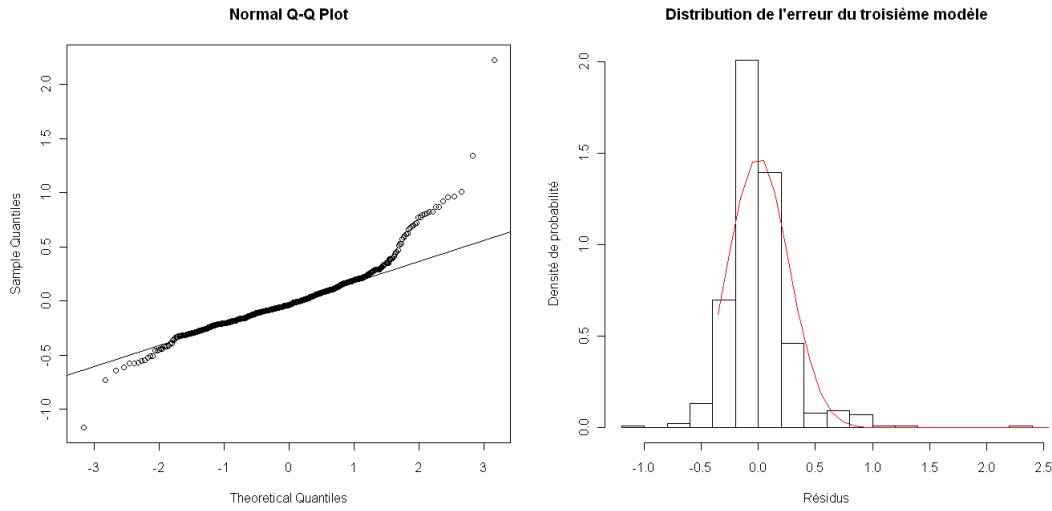 Normal Q-Q Plot
Sample Quantiles
2.0
1.5
1.0
0.5
0.0
-0.5
-1.0
-3 -2 -1 0 1 2 3
Theoretical Quantiles
Distribution de l'erreur du troisième modèle
Densité de probabilité
2.0
1.5
1.0
0.5
0.0
-1.0 -0.5 0.0 0.5 1.0 1.5 2.0 2.5
Résidus